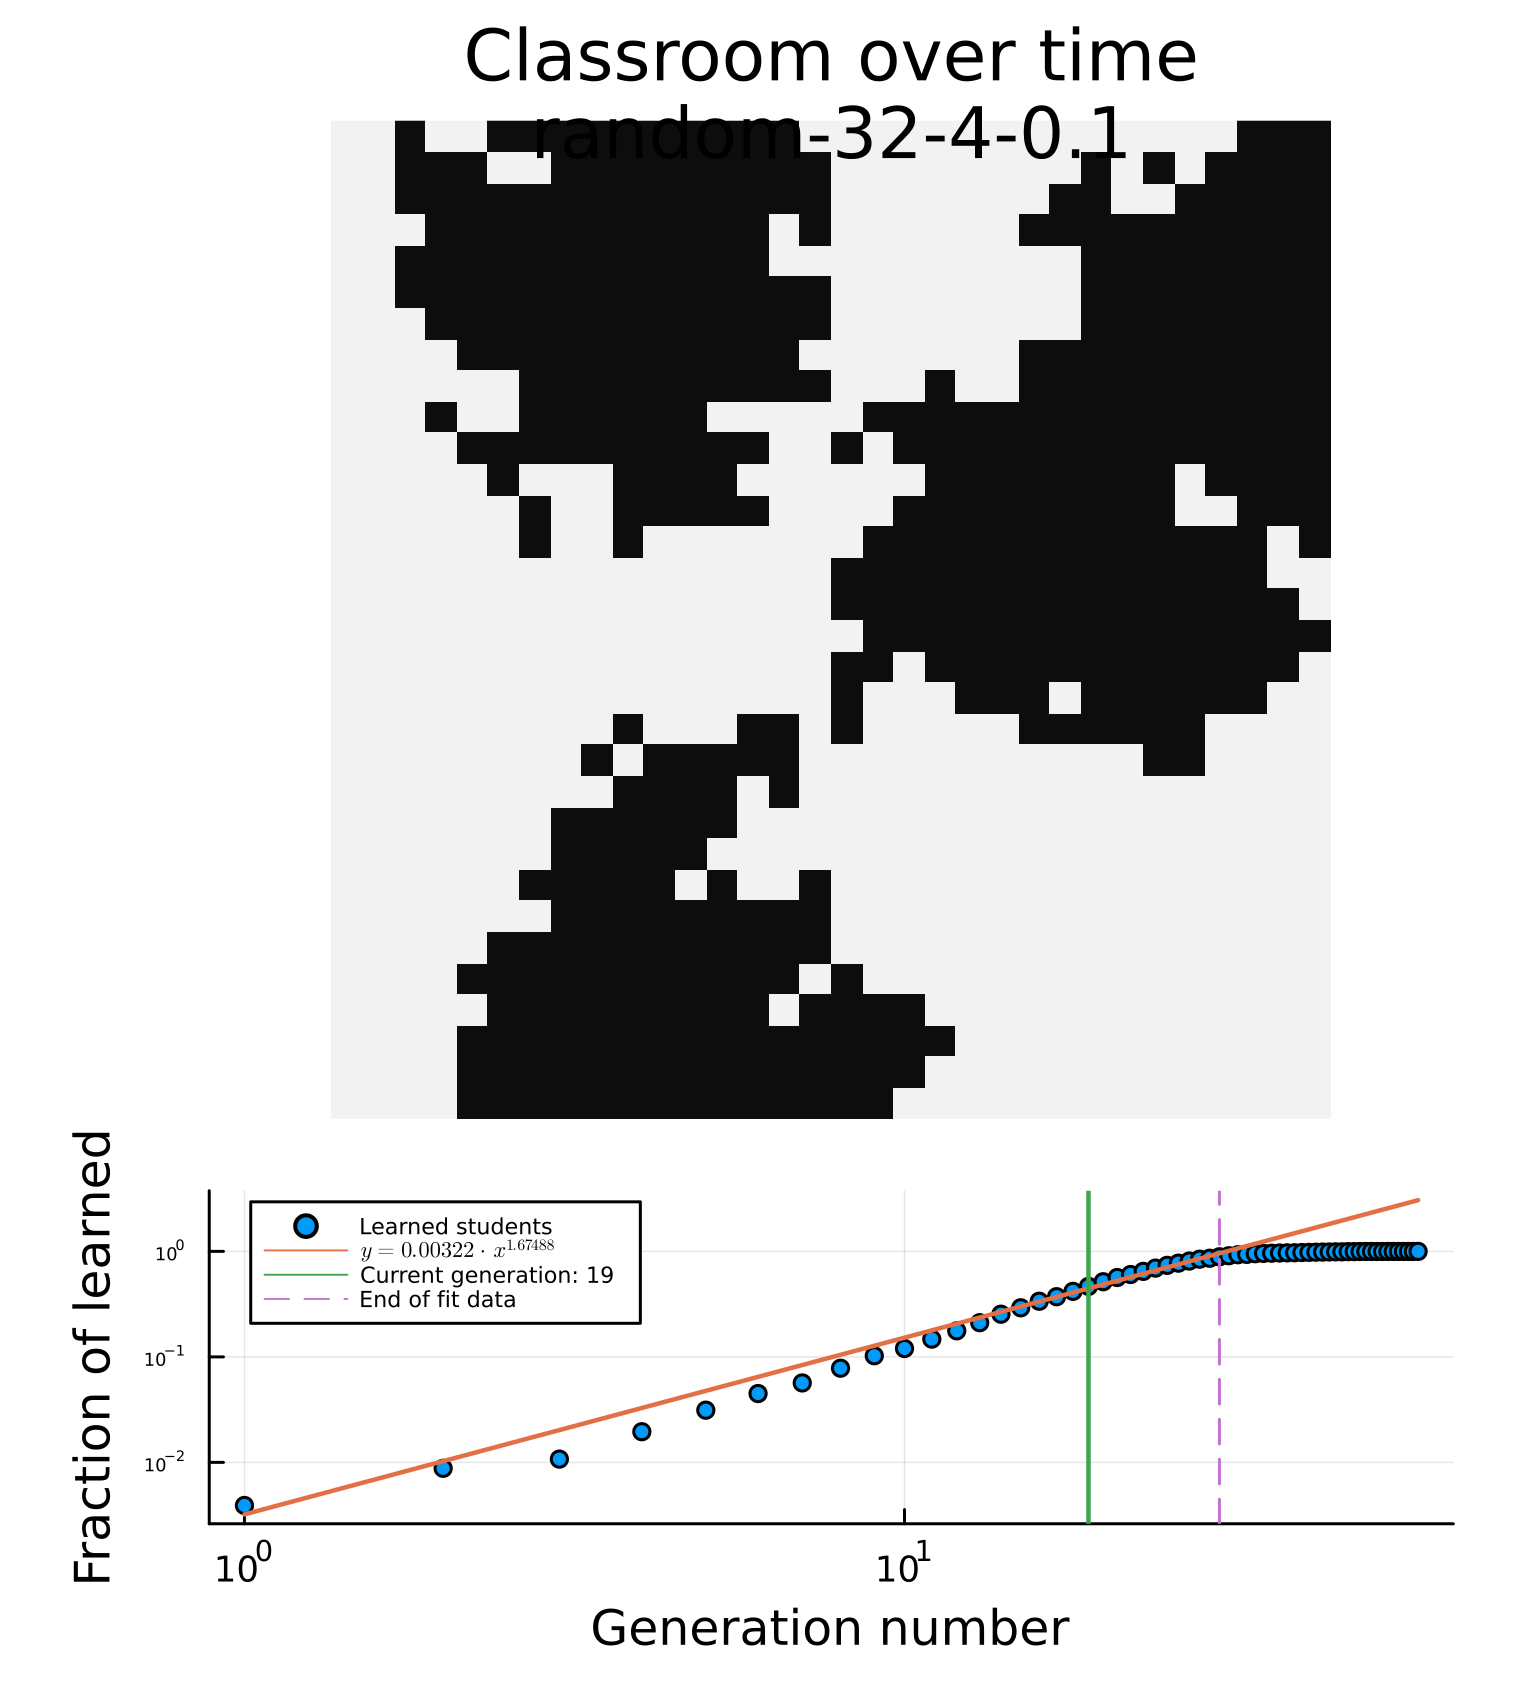 Classroom over time
random-32-4-0.1
Fraction of learned
Learned students
y = 0.00322 · x^1.67488
Current generation: 19
End of fit data
10^0
10^-1
10^-2
10^0
10^1
Generation number